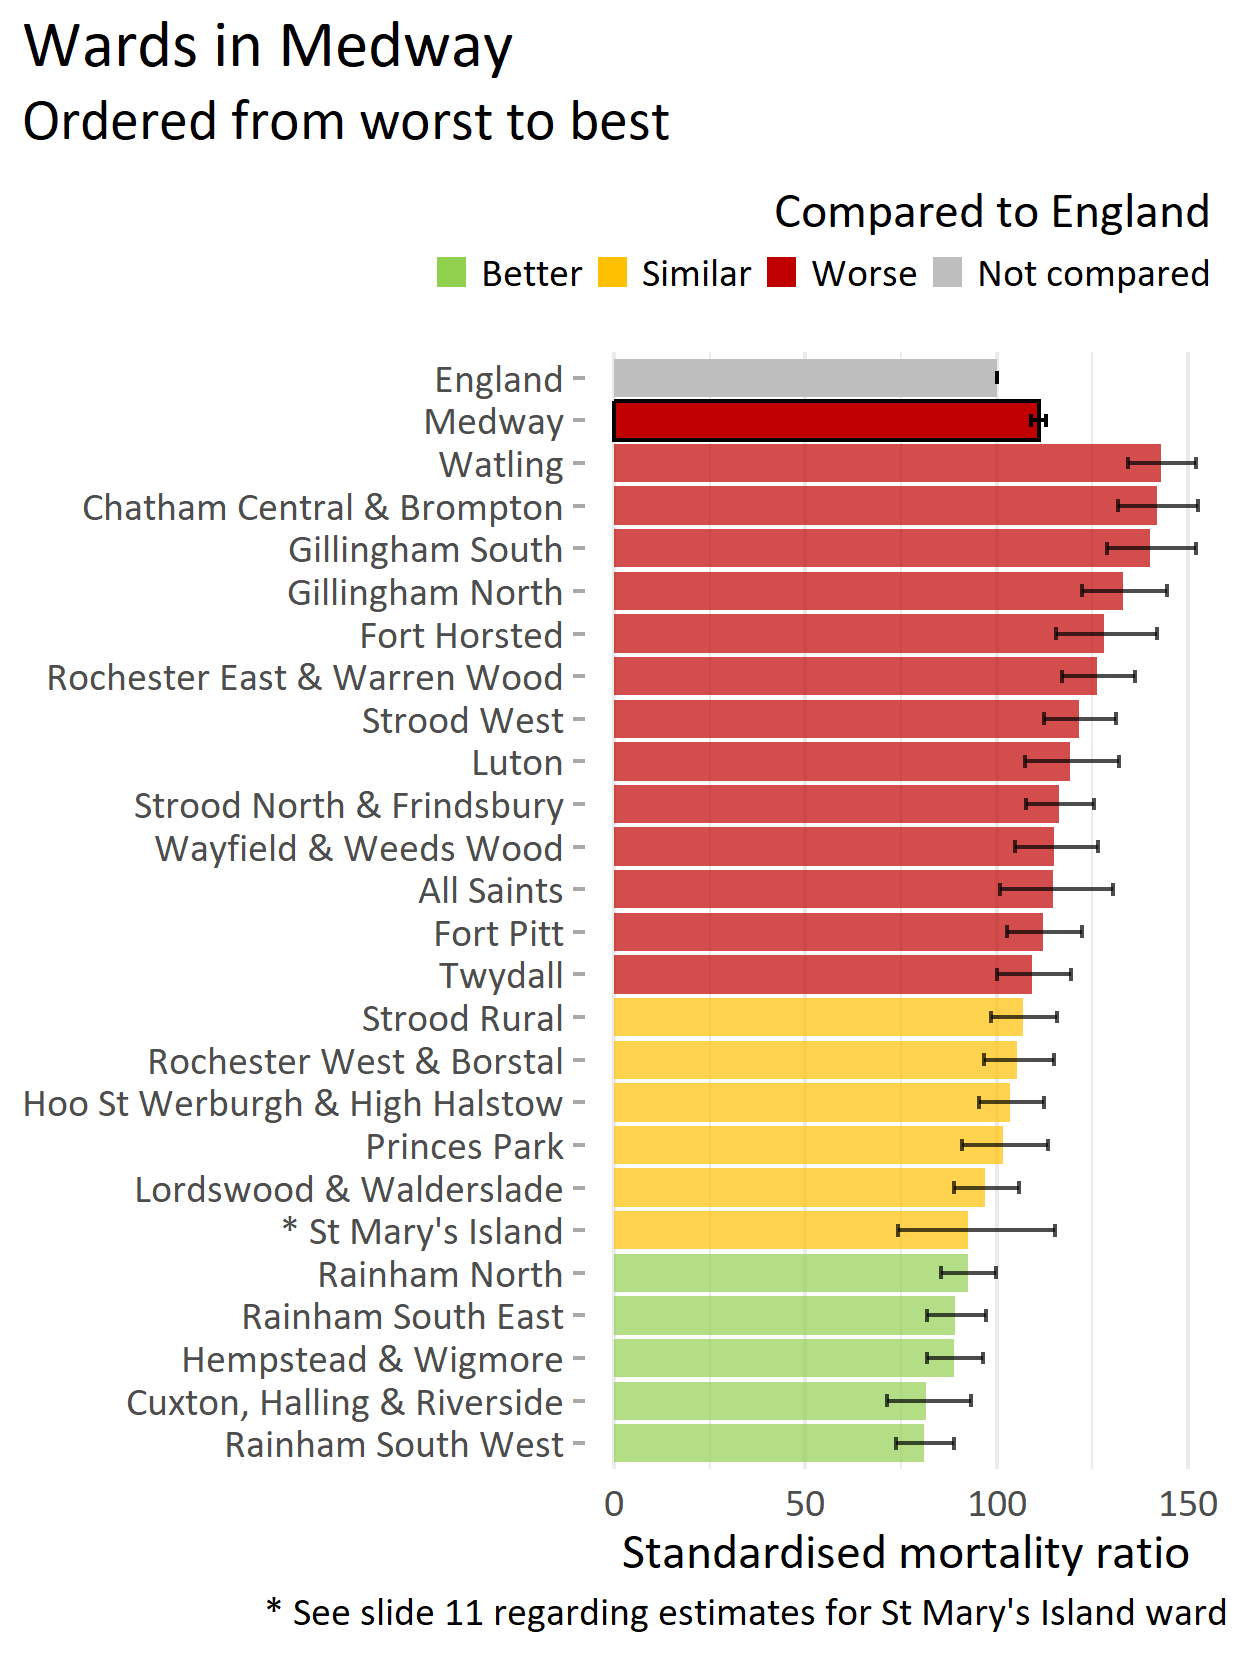 Wards in Medway
Ordered from worst to best
Compared to England
Better Similar Worse Not compared
England
Medway
Watling
Chatham Central & Brompton
Gillingham South
Gillingham North
Fort Horsted
Rochester East & Warren Wood
Strood West
Luton
Strood North & Frindsbury
Wayfield & Weeds Wood
All Saints
Fort Pitt
Twydall
Strood Rural
Rochester West & Borstal
Hoo St Werburgh & High Halstow
Princes Park
Lordswood & Walderslade
* St Mary's Island
Rainham North
Rainham South East
Hempstead & Wigmore
Cuxton, Halling & Riverside
Rainham South West
0 50 100 150
Standardised mortality ratio
* See slide 11 regarding estimates for St Mary's Island ward